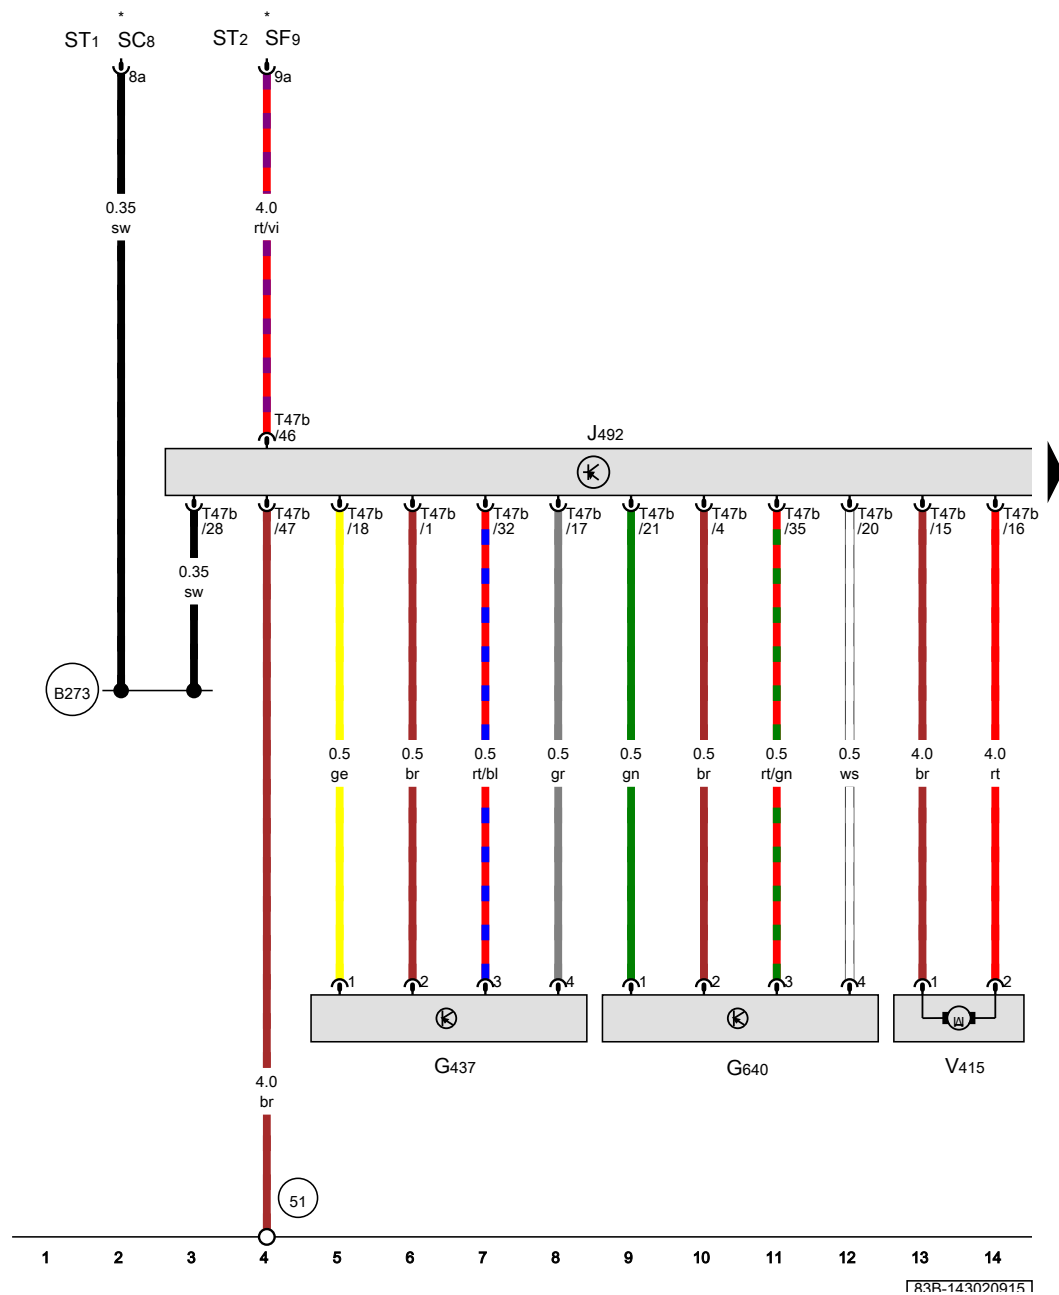 * *
ST1 SC8 ST2 SF9
8a 9a
0.35 4.0
sw rt/vi
T47b
/46
J492
T47b T47b T47b T47b T47b T47b T47b T47b T47b T47b T47b T47b
/28 /47 /18 /1 /32 /17 /21 /4 /35 /20 /15 /16
0.35
sw
B273
0.5 0.5 0.5 0.5 0.5 0.5 0.5 0.5 4.0 4.0
ge br rt/bl gr gn br rt/gn ws br rt
1 2 3 4 1 2 3 4 1 2
M
G437 G640 V415
4.0
br
51
1 2 3 4 5 6 7 8 9 10 11 12 13 14
83B-143020915